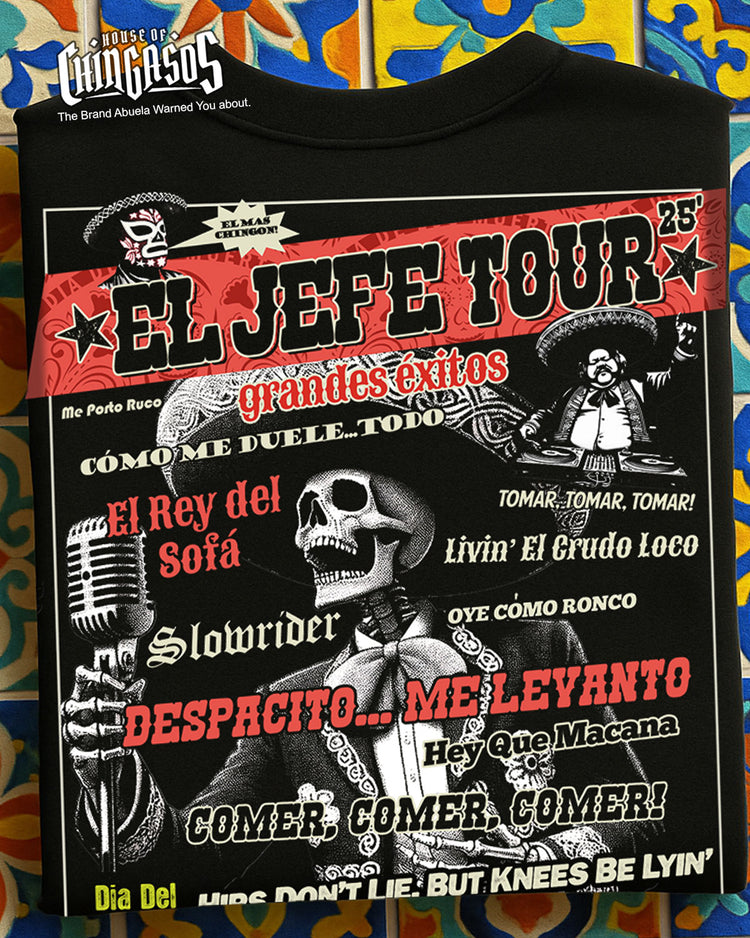 HOUSE OF
CHINGASOS
The Brand Abuela Warned You about.
EL MAS
CHINGON!
EL JEFE TOUR 25'
grandes éxitos
Me Porto Ruco
CÓMO ME DUELE...TODO
El Rey del
Sofá
TOMAR, TOMAR, TOMAR!
Livin' El Crudo Loco
Slowrider
OYE CÓMO RONCO
DESPACITO... ME LEVANTO
Hey Que Macana
COMER, COMER, COMER!
Dia Del
HIPS DON'T LIE, BUT KNEES BE LYIN'